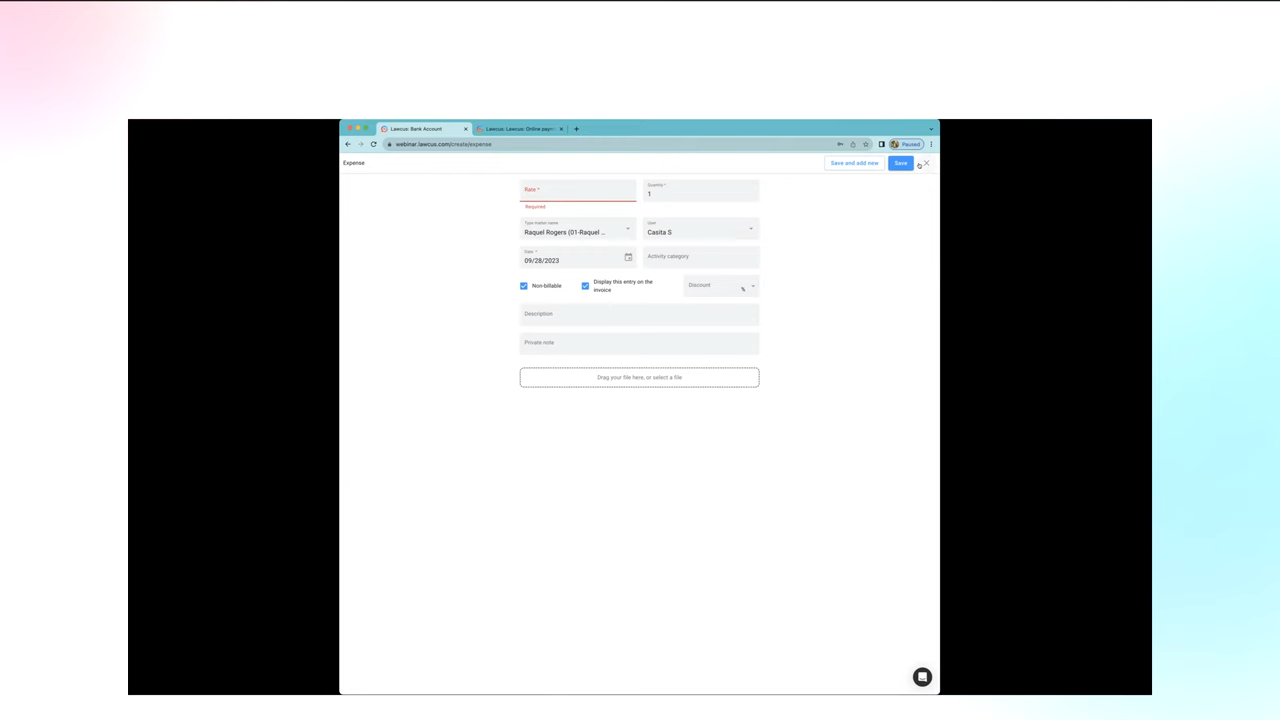 Lawcus: Bank Account
Lawcus: Lawcus: Online paym
webinar.lawcus.com/create/expense
Paused
Expense
Save and add new
Save
Rate *
Required
Quantity *
1
Type matter name
Raquel Rogers (01-Raquel ...
User
Casita S
Date *
09/28/2023
Activity category
Non-billable
Display this entry on the
invoice
Discount
%
Description
Private note
Drag your file here, or select a file